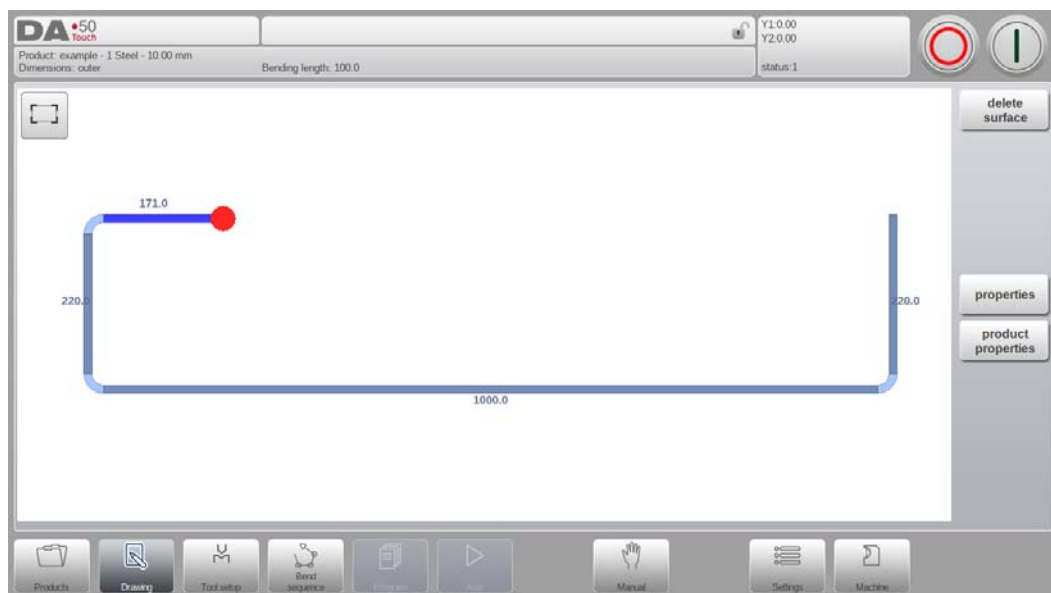 DA•50
Touch
Y1:0.00
Y2:0.00
Product: example - 1 Steel - 10.00 mm
Dimensions: outer
Bending length: 100.0
status:1
delete
surface
171.0
220.0
220.0
properties
product
properties
1000.0
Products
Drawing
Tool setup
Bend
sequence
Program
Auto
Manual
Settings
Machine